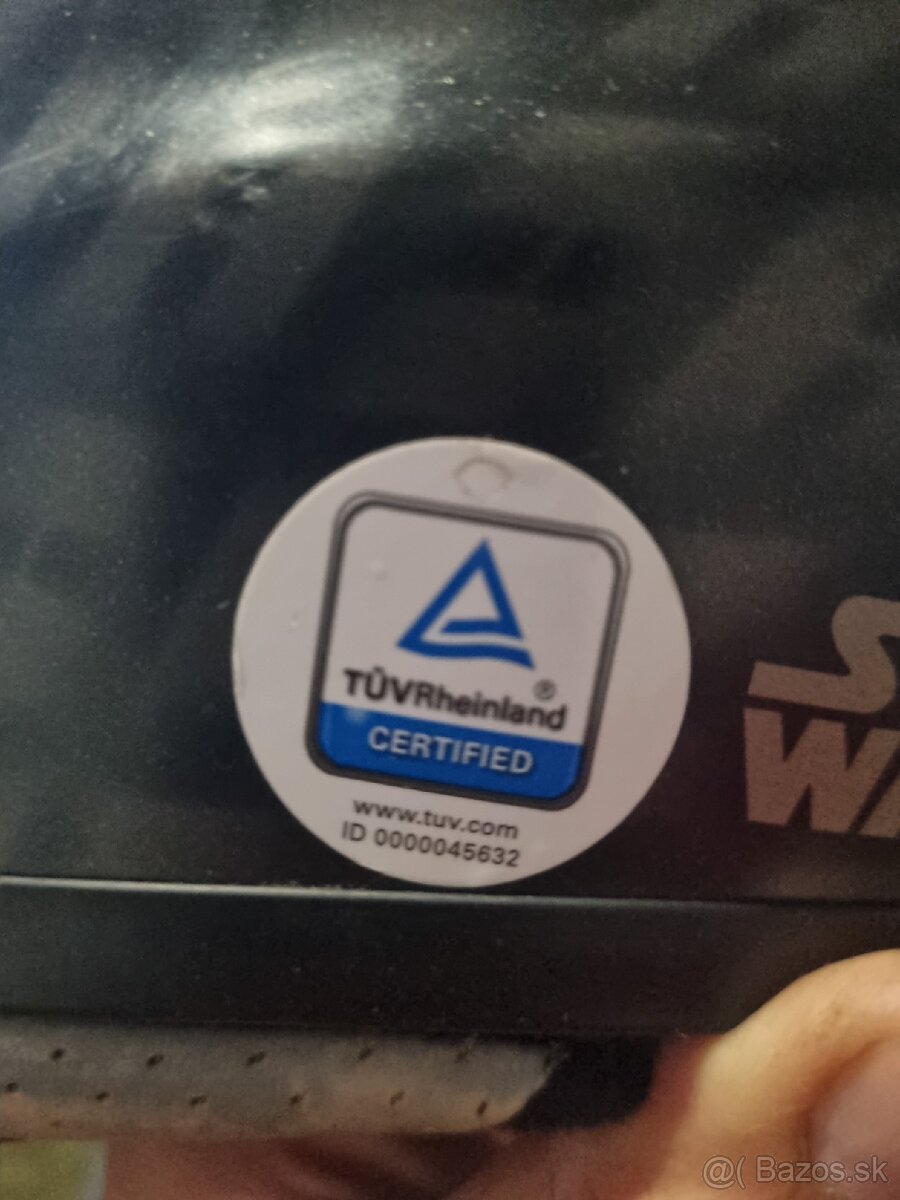 TÜVRheinland®
CERTIFIED
www.tuv.com
ID 0000045632
@( Bazos.sk